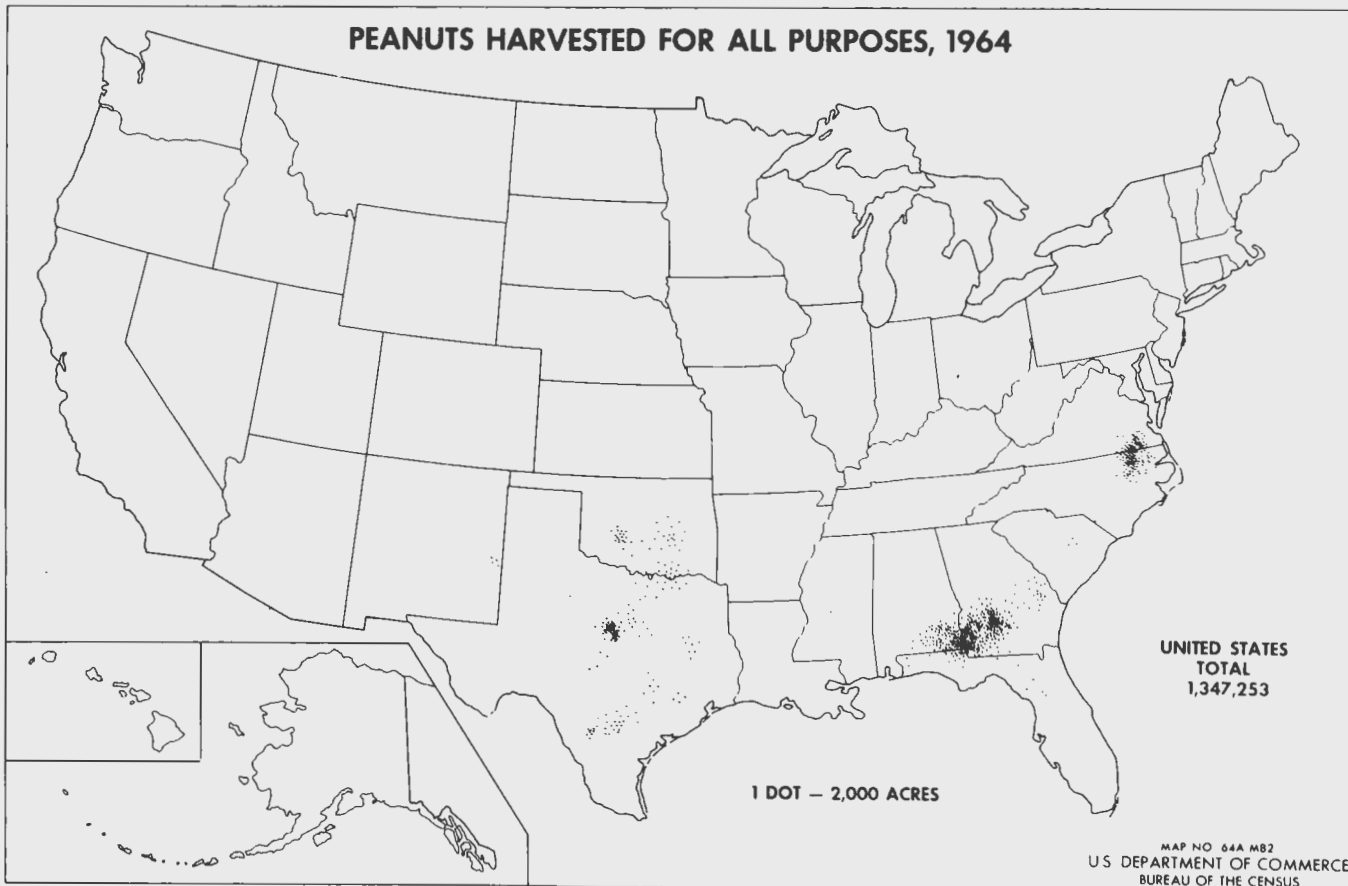 PEANUTS HARVESTED FOR ALL PURPOSES, 1964
UNITED STATES
TOTAL
1,347,253
1 DOT — 2,000 ACRES
MAP NO 64A M82
U S DEPARTMENT OF COMMERCE
BUREAU OF THE CENSUS